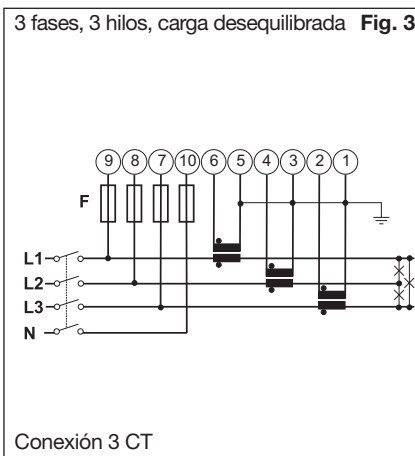 3 fases, 3 hilos, carga desequilibrada Fig. 3
9 8 7 10 6 5 4 3 2 1
F
L1
L2
L3
N
Conexión 3 CT